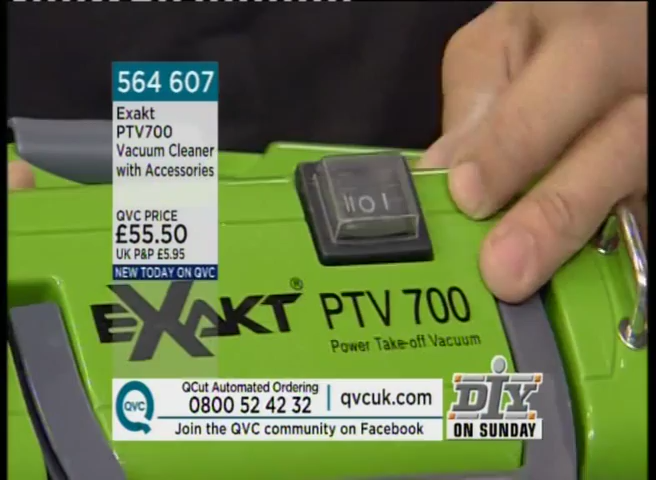 564 607
Exakt
PTV700
Vacuum Cleaner
with Accessories
QVC PRICE
£55.50
UK P&P £5.95
NEW TODAY ON QVC
II O I
EXAKT® PTV 700
Power Take-off Vacuum
QVC
QCut Automated Ordering
0800 52 42 32
qvcuk.com
Join the QVC community on Facebook
DIY
ON SUNDAY